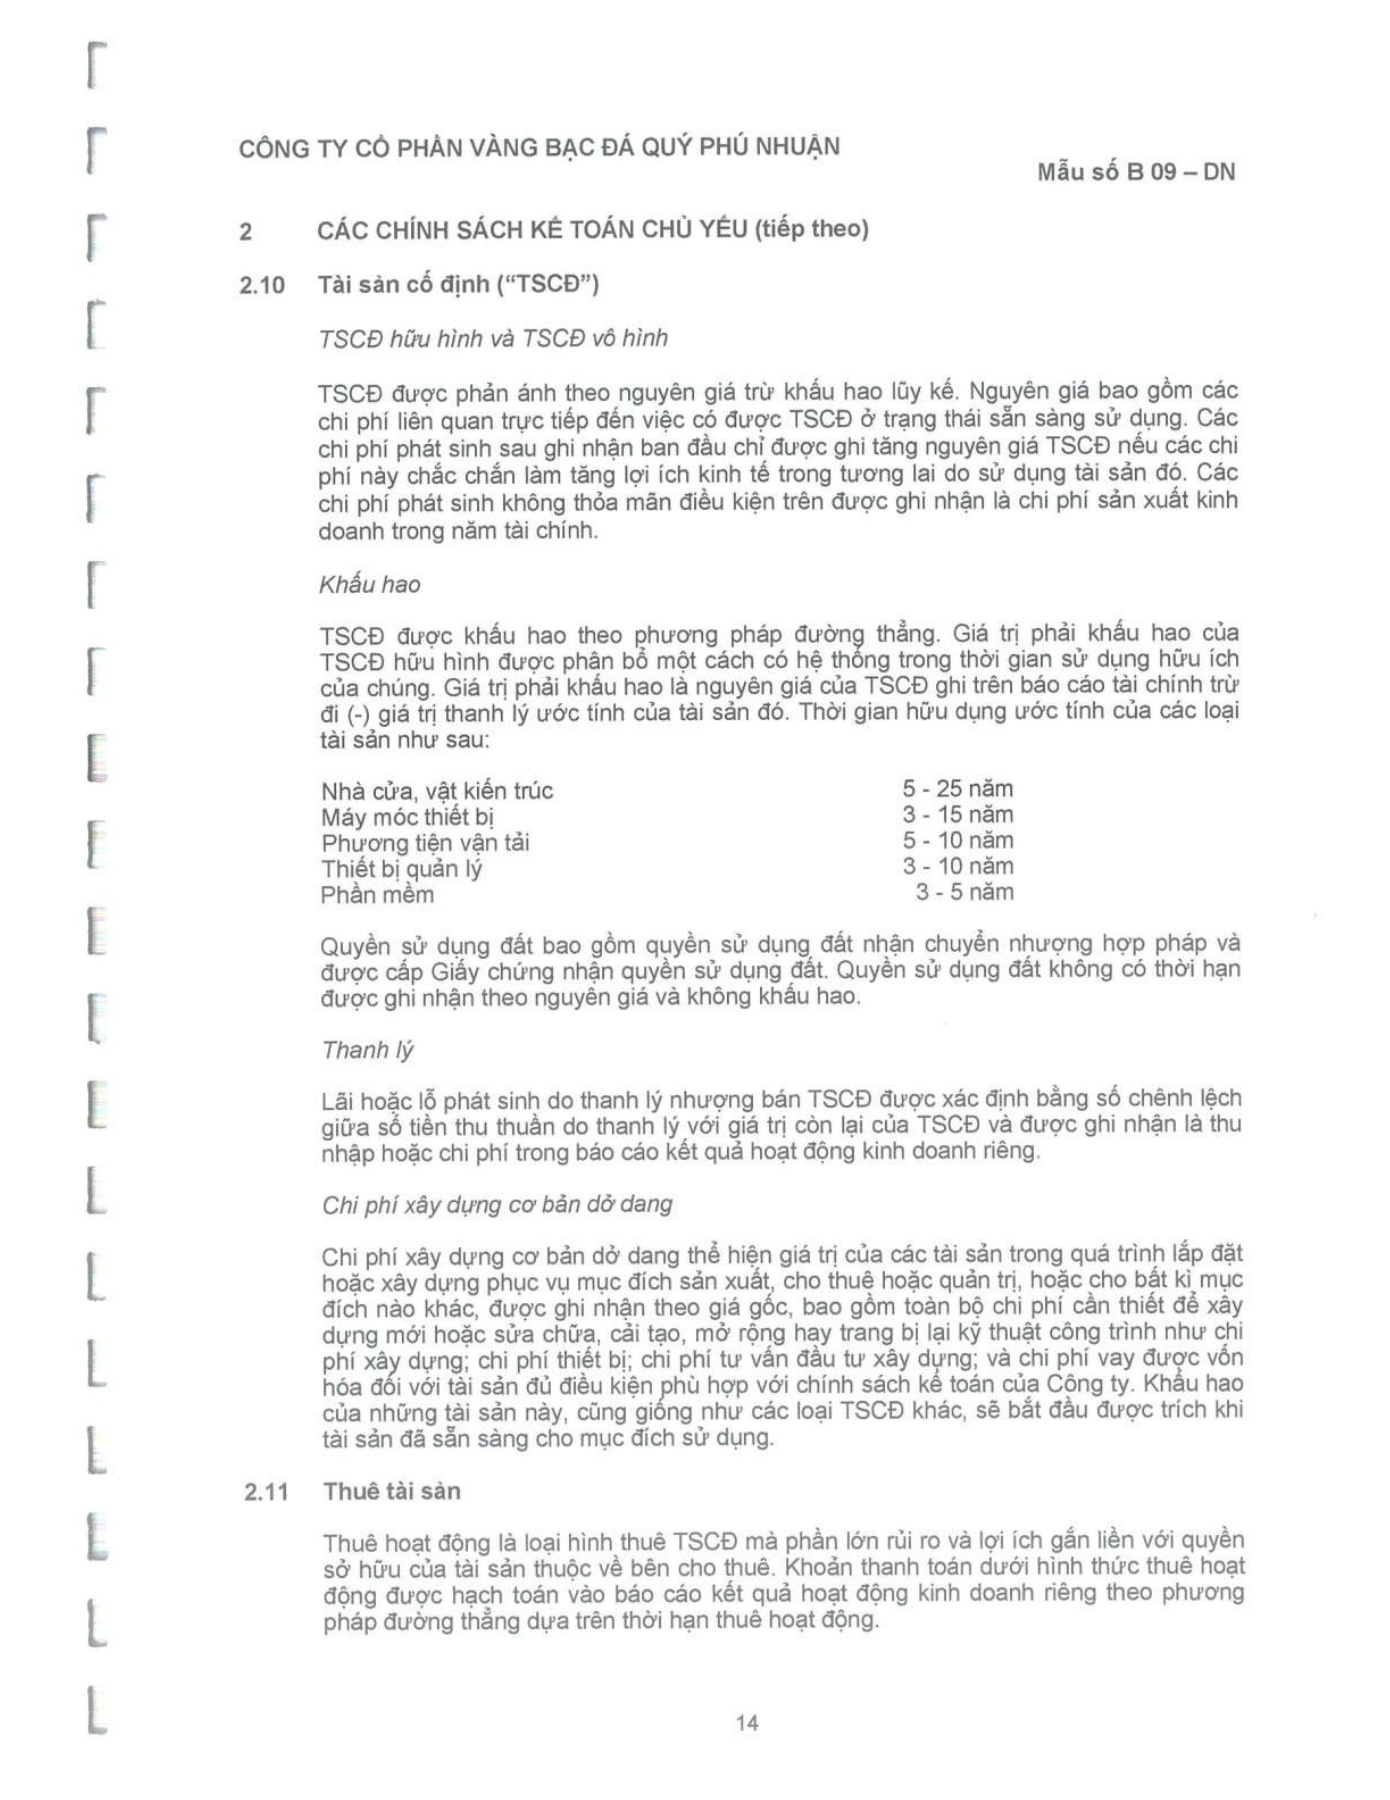 CÔNG TY CỔ PHẦN VÀNG BẠC ĐÁ QUÝ PHÚ NHUẬN
Mẫu số B 09 – DN
2 CÁC CHÍNH SÁCH KẾ TOÁN CHỦ YẾU (tiếp theo)
2.10 Tài sản cố định (“TSCĐ”)
TSCĐ hữu hình và TSCĐ vô hình
TSCĐ được phản ánh theo nguyên giá trừ khấu hao lũy kế. Nguyên giá bao gồm các
chi phí liên quan trực tiếp đến việc có được TSCĐ ở trạng thái sẵn sàng sử dụng. Các
chi phí phát sinh sau ghi nhận ban đầu chỉ được ghi tăng nguyên giá TSCĐ nếu các chi
phí này chắc chắn làm tăng lợi ích kinh tế trong tương lai do sử dụng tài sản đó. Các
chi phí phát sinh không thỏa mãn điều kiện trên được ghi nhận là chi phí sản xuất kinh
doanh trong năm tài chính.
Khấu hao
TSCĐ được khấu hao theo phương pháp đường thẳng. Giá trị phải khấu hao của
TSCĐ hữu hình được phân bổ một cách có hệ thống trong thời gian sử dụng hữu ích
của chúng. Giá trị phải khấu hao là nguyên giá của TSCĐ ghi trên báo cáo tài chính trừ
đi (-) giá trị thanh lý ước tính của tài sản đó. Thời gian hữu dụng ước tính của các loại
tài sản như sau:
Nhà cửa, vật kiến trúc 5 - 25 năm
Máy móc thiết bị 3 - 15 năm
Phương tiện vận tải 5 - 10 năm
Thiết bị quản lý 3 - 10 năm
Phần mềm 3 - 5 năm
Quyền sử dụng đất bao gồm quyền sử dụng đất nhận chuyển nhượng hợp pháp và
được cấp Giấy chứng nhận quyền sử dụng đất. Quyền sử dụng đất không có thời hạn
được ghi nhận theo nguyên giá và không khấu hao.
Thanh lý
Lãi hoặc lỗ phát sinh do thanh lý nhượng bán TSCĐ được xác định bằng số chênh lệch
giữa số tiền thu thuần do thanh lý với giá trị còn lại của TSCĐ và được ghi nhận là thu
nhập hoặc chi phí trong báo cáo kết quả hoạt động kinh doanh riêng.
Chi phí xây dựng cơ bản dở dang
Chi phí xây dựng cơ bản dở dang thể hiện giá trị của các tài sản trong quá trình lắp đặt
hoặc xây dựng phục vụ mục đích sản xuất, cho thuê hoặc quản trị, hoặc cho bất kì mục
đích nào khác, được ghi nhận theo giá gốc, bao gồm toàn bộ chi phí cần thiết để xây
dựng mới hoặc sửa chữa, cải tạo, mở rộng hay trang bị lại kỹ thuật công trình như chi
phí xây dựng; chi phí thiết bị; chi phí tư vấn đầu tư xây dựng; và chi phí vay được vốn
hóa đối với tài sản đủ điều kiện phù hợp với chính sách kế toán của Công ty. Khấu hao
của những tài sản này, cũng giống như các loại TSCĐ khác, sẽ bắt đầu được trích khi
tài sản đã sẵn sàng cho mục đích sử dụng.
2.11 Thuê tài sản
Thuê hoạt động là loại hình thuê TSCĐ mà phần lớn rủi ro và lợi ích gắn liền với quyền
sở hữu của tài sản thuộc về bên cho thuê. Khoản thanh toán dưới hình thức thuê hoạt
động được hạch toán vào báo cáo kết quả hoạt động kinh doanh riêng theo phương
pháp đường thẳng dựa trên thời hạn thuê hoạt động.
14